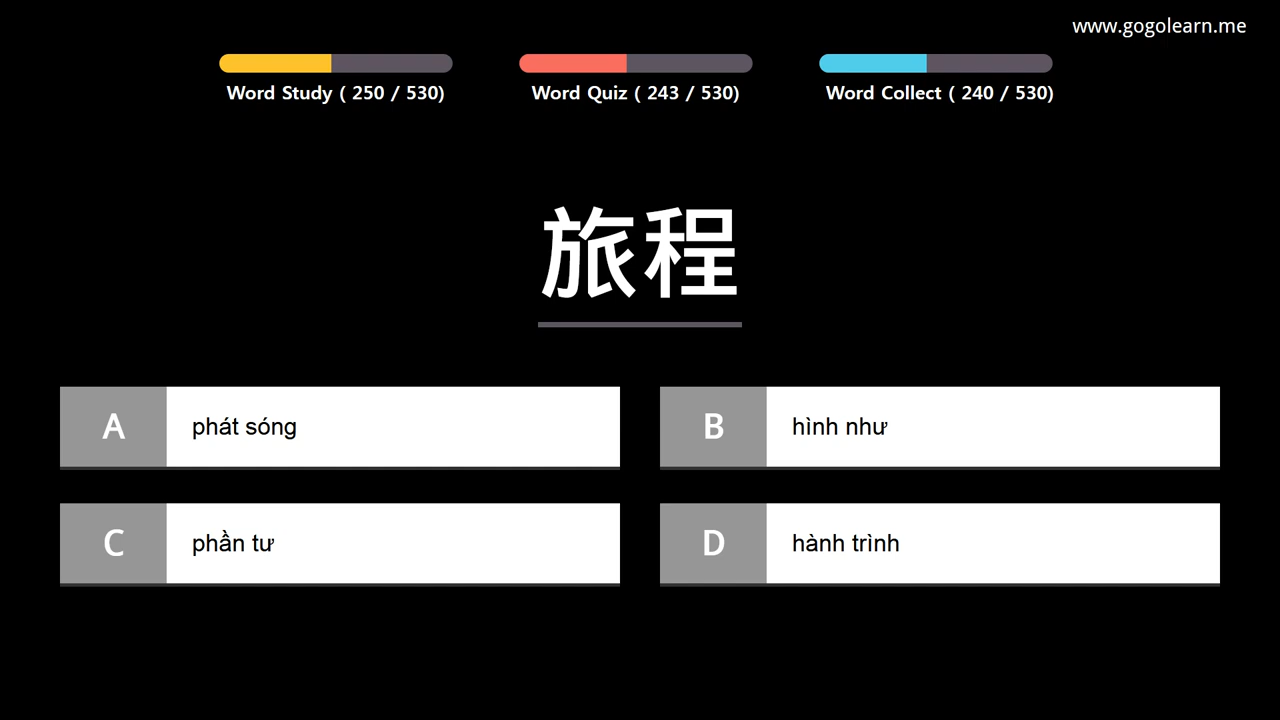 www.gogolearn.me
Word Study ( 250 / 530)
Word Quiz ( 243 / 530)
Word Collect ( 240 / 530)
旅程
A phát sóng
B hình như
C phần tư
D hành trình